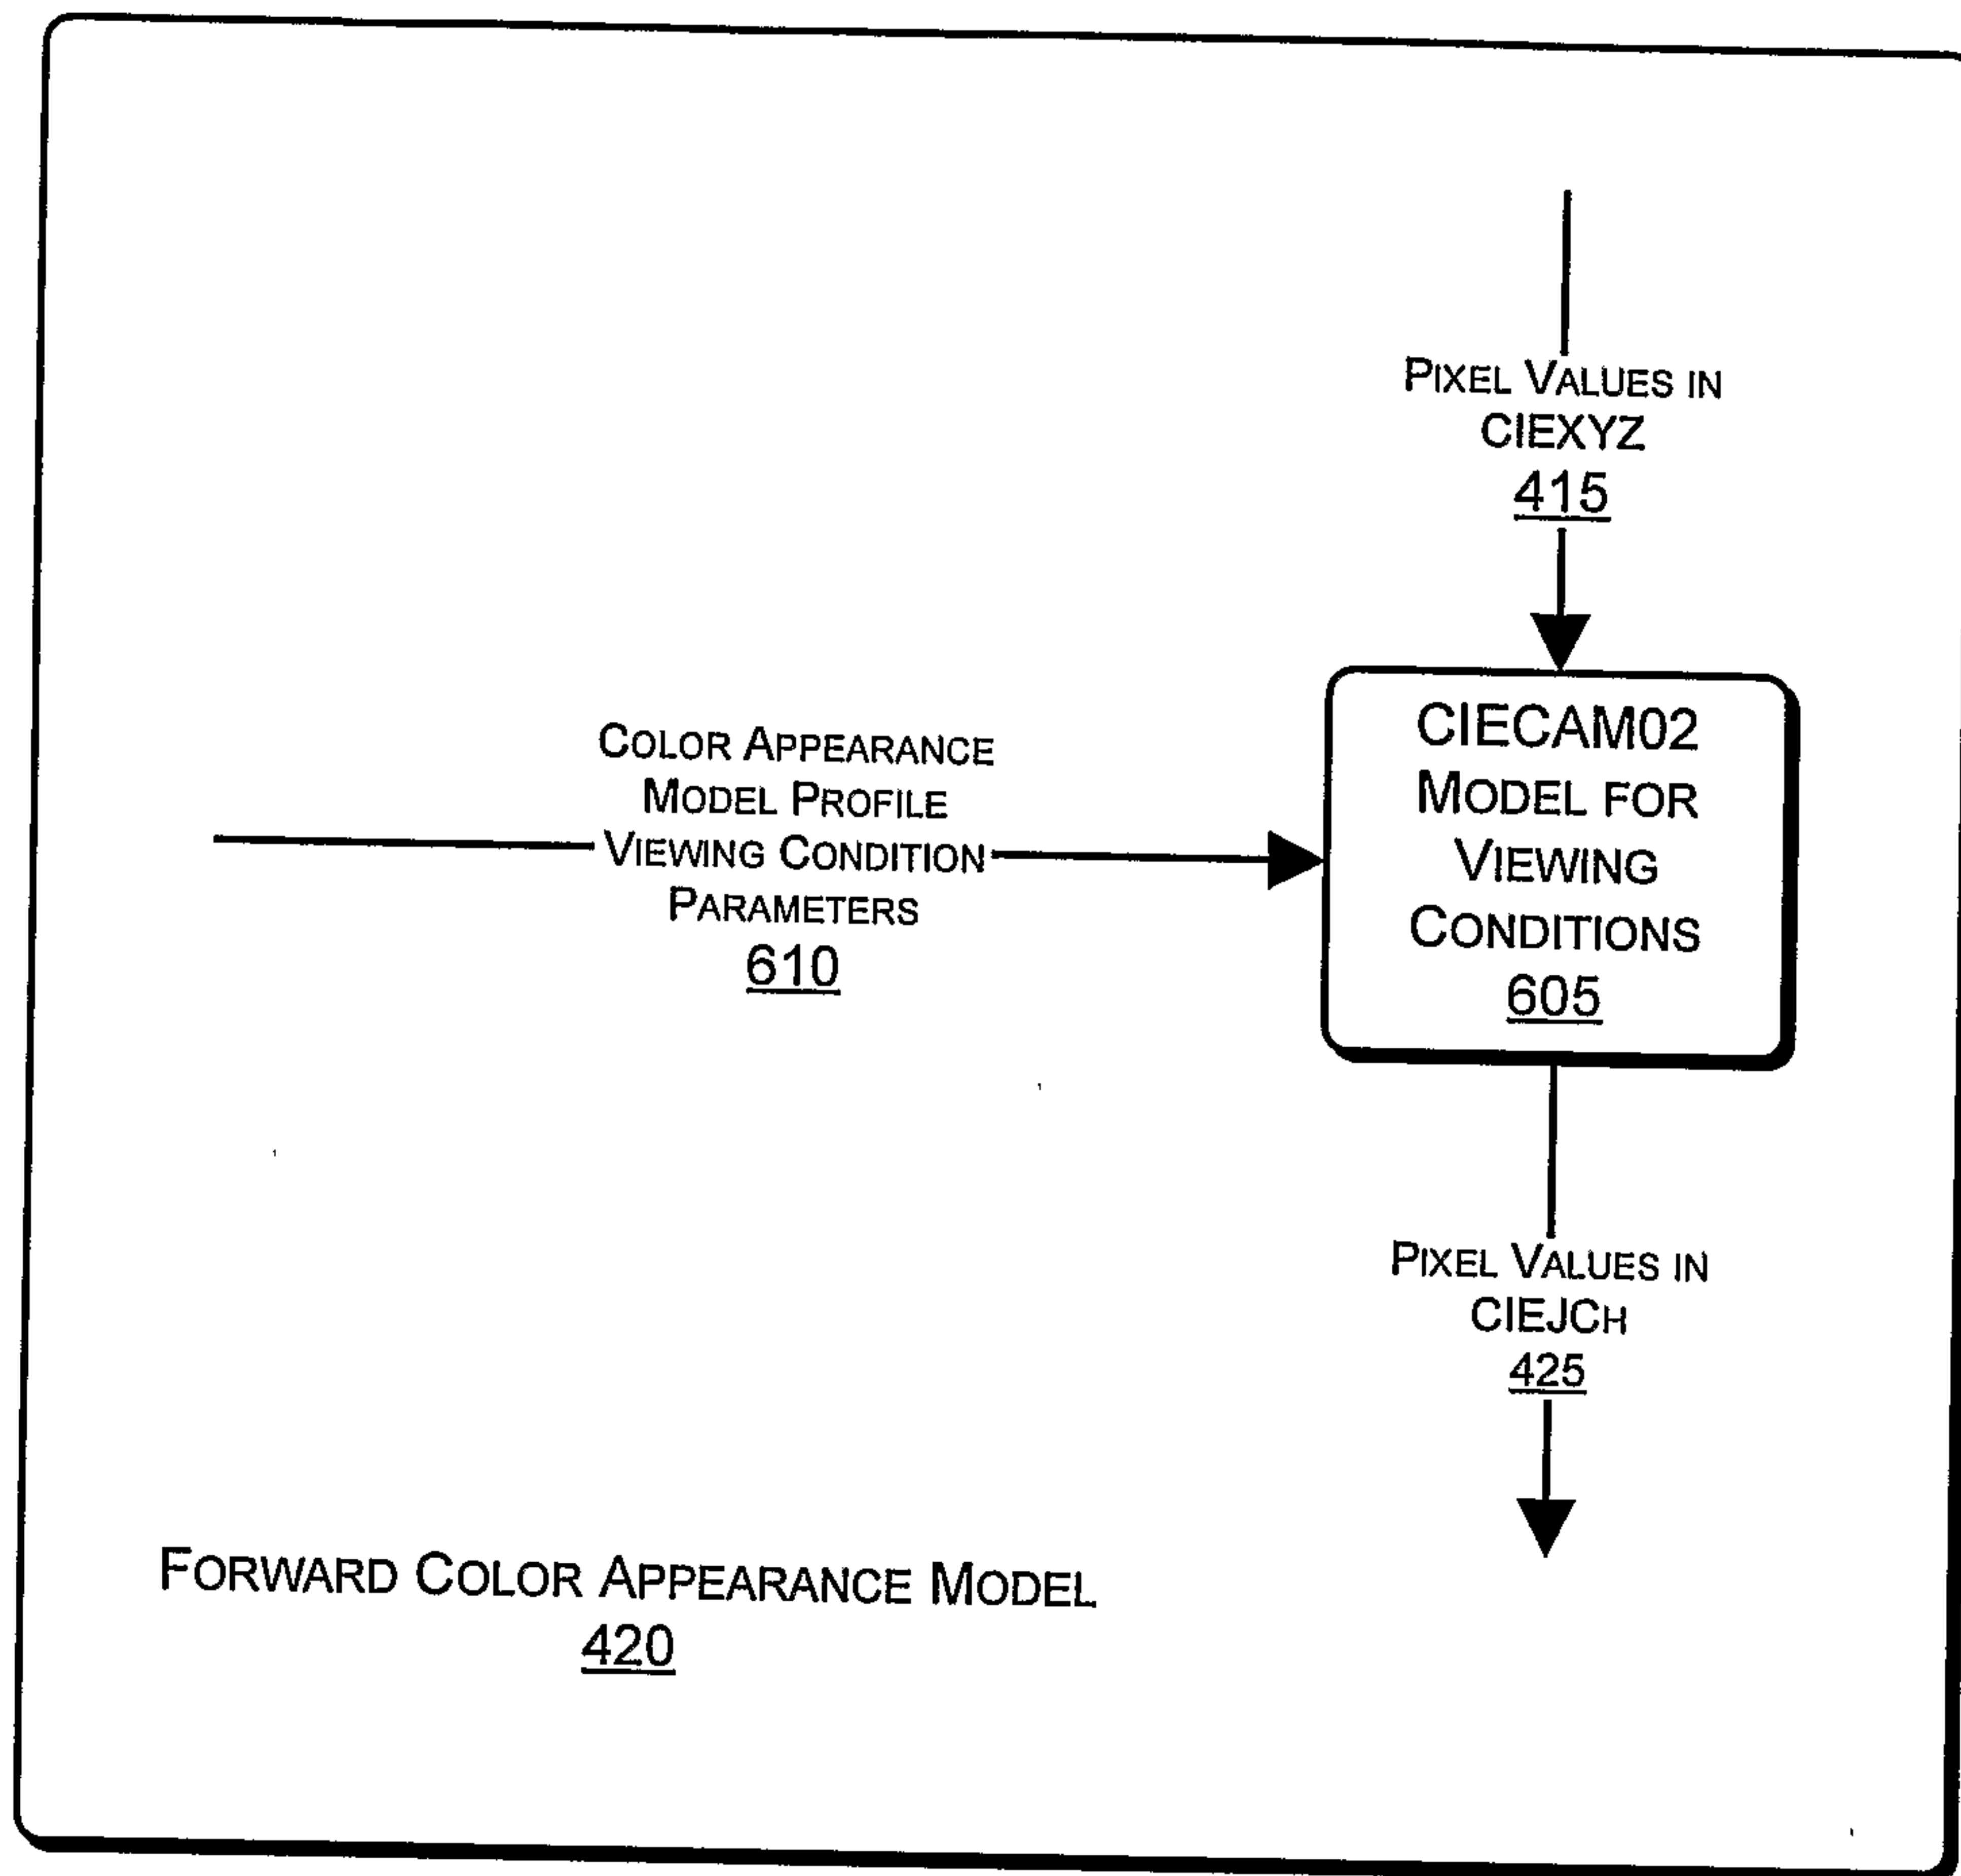 PIXEL VALUES IN
CIEXYZ
415
COLOR APPEARANCE
MODEL PROFILE
VIEWING CONDITION
PARAMETERS
610
CIECAM02
MODEL FOR
VIEWING
CONDITIONS
605
PIXEL VALUES IN
CIEJCH
425
FORWARD COLOR APPEARANCE MODEL
420